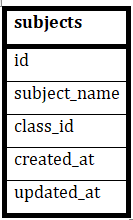 subjects
id
subject_name
class_id
created_at
updated_at